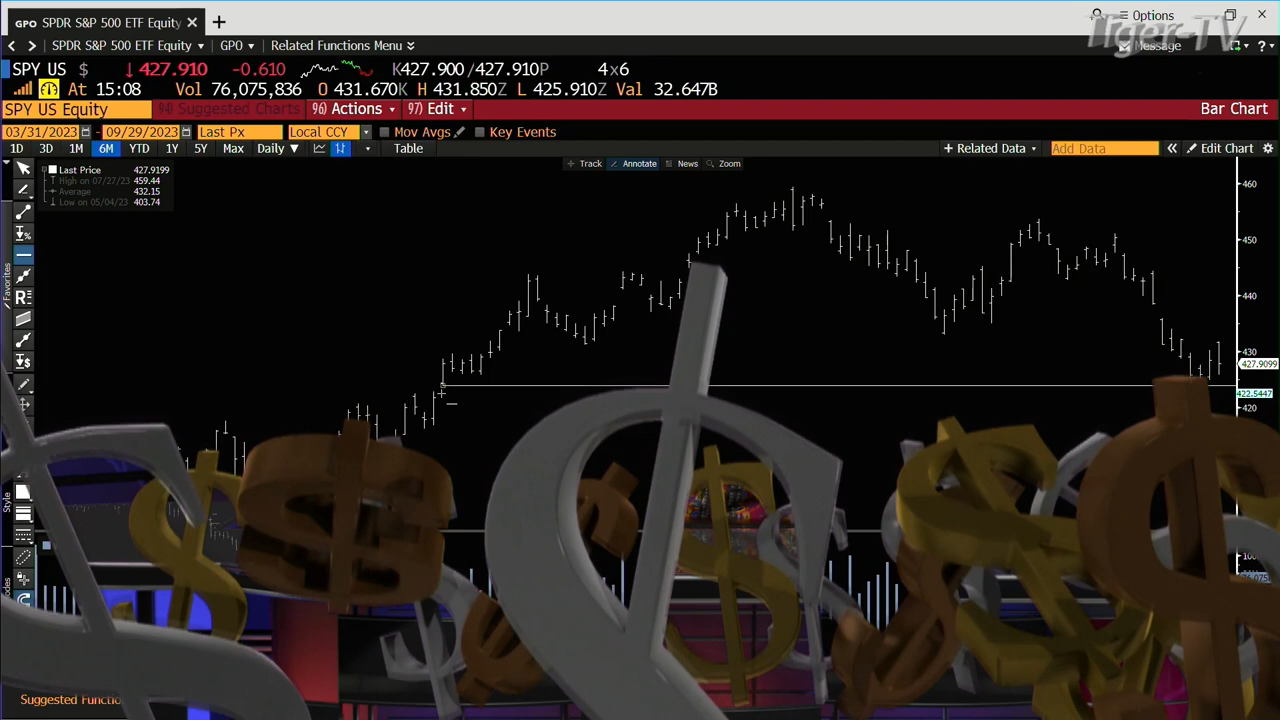 GPO SPDR S&P 500 ETF Equity × +
Options
Tiger-TV
SPDR S&P 500 ETF Equity GPO Related Functions Menu
Message ?
SPY US $ ↓427.910 -0.610 K427.900/427.910P 4x6
At 15:08 Vol 76,075,836 O 431.670K H 431.850Z L 425.910Z Val 32.647B
SPY US Equity 94) Suggested Charts 96) Actions 97) Edit Bar Chart
03/31/2023 - 09/29/2023 Last Px Local CCY Mov Avgs Key Events
1D 3D 1M 6M YTD 1Y 5Y Max Daily ▼ Table + Related Data Add Data « Edit Chart
Track Annotate News Zoom
Last Price 427.9199
High on 07/27/23 459.44
Average 432.15
Low on 05/04/23 403.74
460
450
440
430
427.9099
422.5447
420
Favorites
Style
Suggested Functio